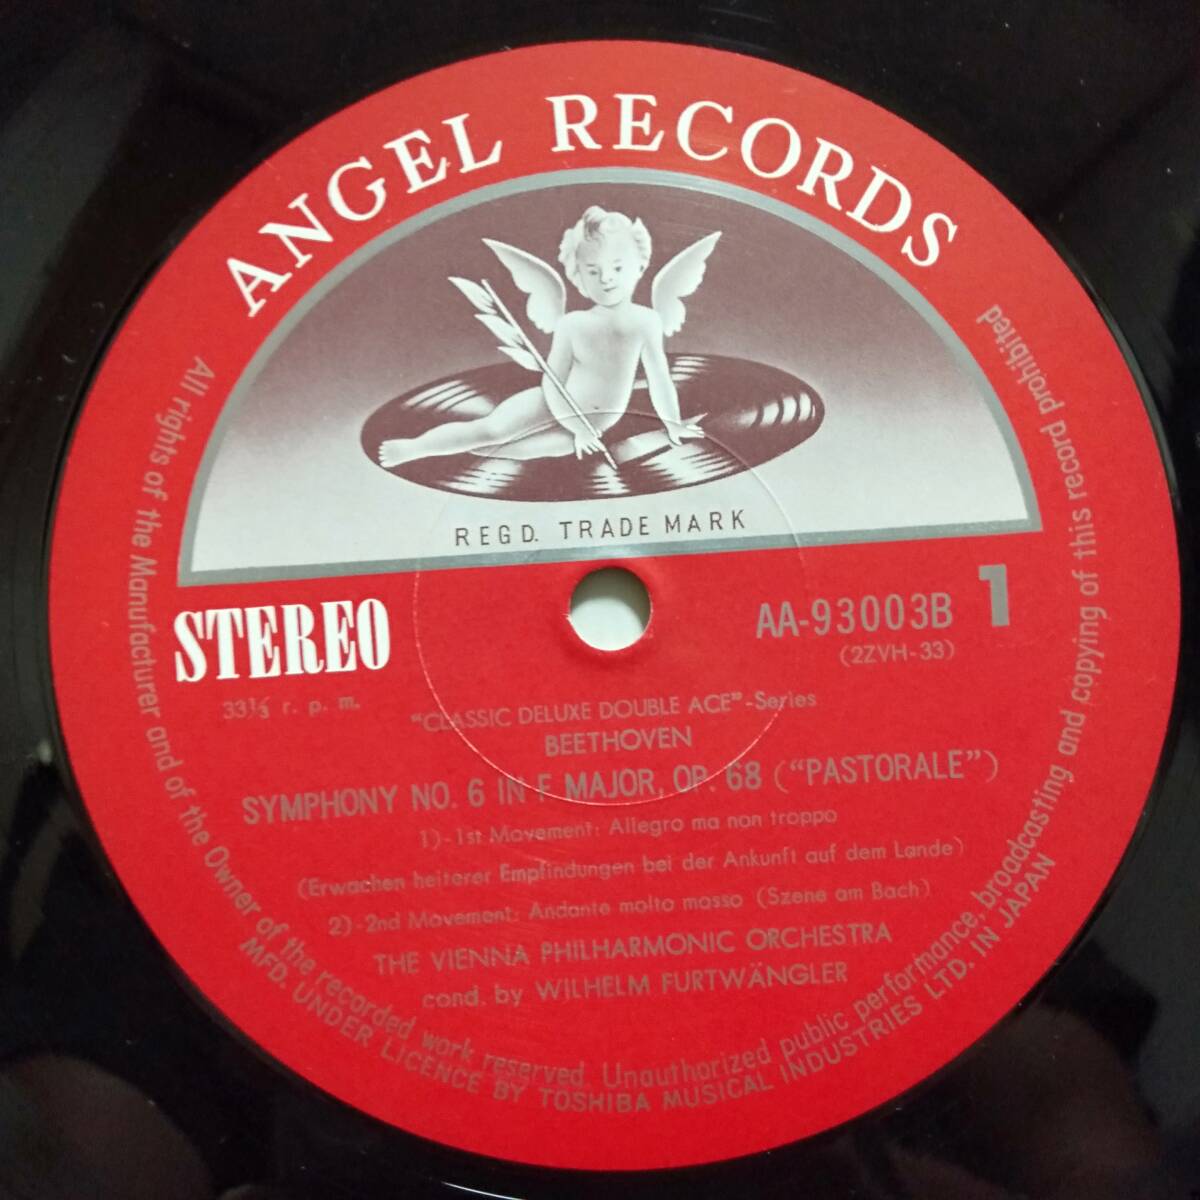 ANGEL RECORDS
REGD. TRADE MARK
STEREO
33⅓ r. p. m.
AA-93003B 1
(2ZVH-33)
"CLASSIC DELUXE DOUBLE ACE"-Series
BEETHOVEN
SYMPHONY NO. 6 IN F MAJOR, OP. 68 ("PASTORALE")
1)-1st Movement: Allegro ma non troppo
(Erwachen heiterer Empfindungen bei der Ankunft auf dem Lande)
2)-2nd Movement: Andante molto mosso (Szene am Bach)
THE VIENNA PHILHARMONIC ORCHESTRA
cond. by WILHELM FURTWÄNGLER
All rights of the Manufacturer and of the Owner of the recorded work reserved. Unauthorized public performance, broadcasting and copying of this record prohibited
MFD. UNDER LICENCE BY TOSHIBA MUSICAL INDUSTRIES LTD. IN JAPAN